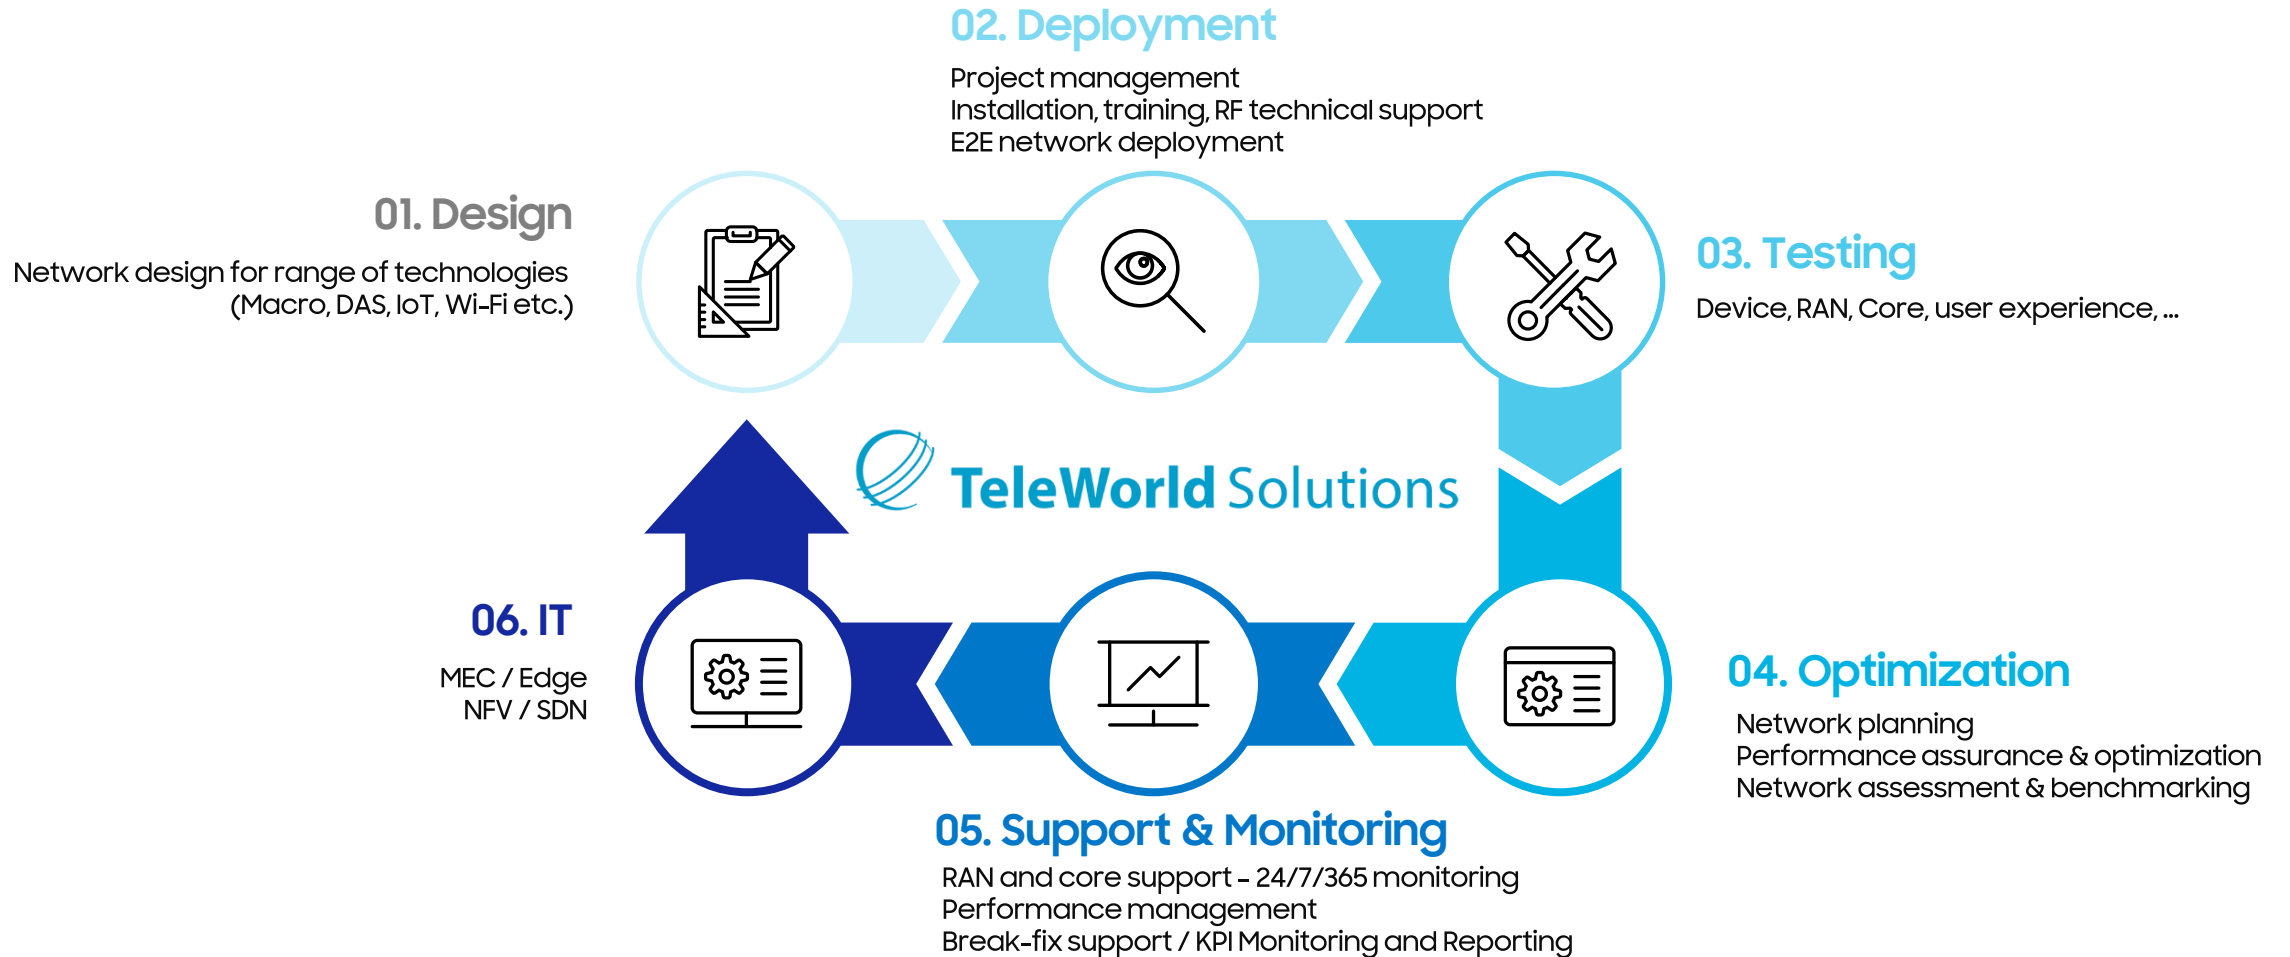 02. Deployment
Project management
Installation, training, RF technical support
E2E network deployment
01. Design
Network design for range of technologies
(Macro, DAS, IoT, Wi-Fi etc.)
03. Testing
Device, RAN, Core, user experience, ...
TeleWorld Solutions
06. IT
MEC / Edge
NFV / SDN
04. Optimization
Network planning
Performance assurance & optimization
Network assessment & benchmarking
05. Support & Monitoring
RAN and core support - 24/7/365 monitoring
Performance management
Break-fix support / KPI Monitoring and Reporting